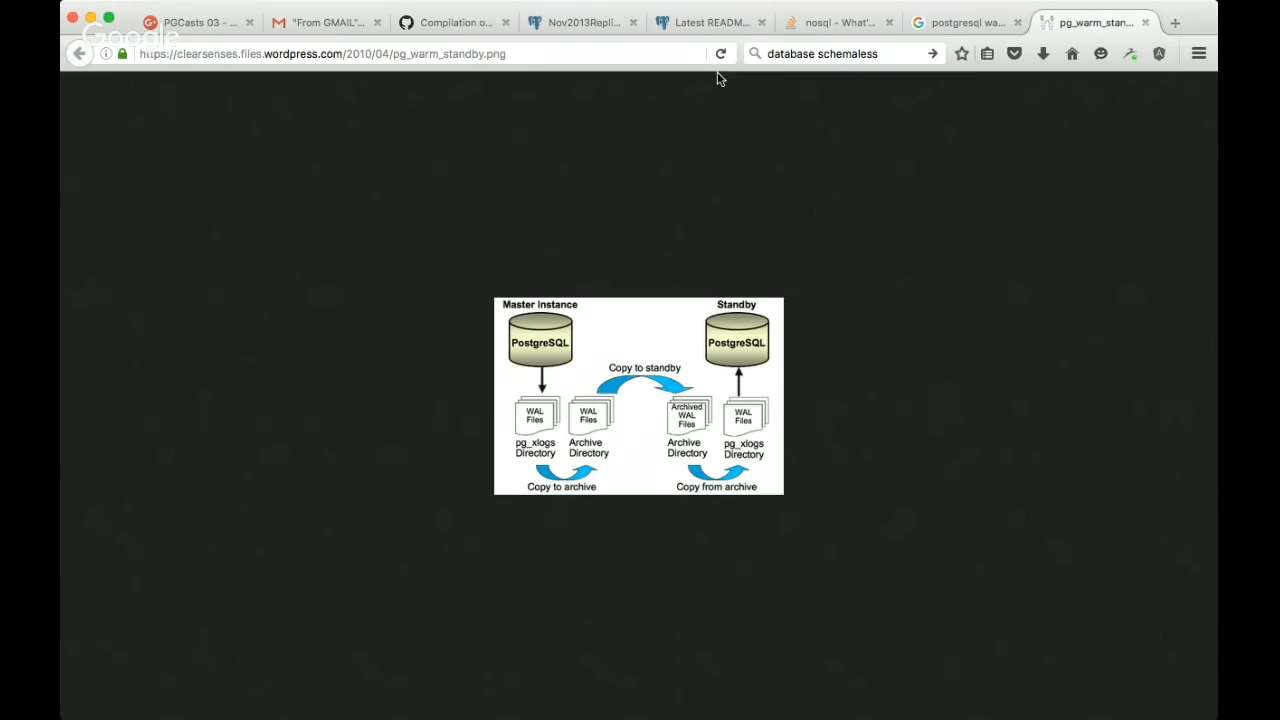 PGCasts 03 - ...
"From GMAIL"...
Compilation o...
Nov2013Repli...
Latest README...
nosql - What'...
postgresql wa...
pg_warm_stan...
Google
https://clearsenses.files.wordpress.com/2010/04/pg_warm_standby.png
database schemaless
Master Instance
Standby
PostgreSQL
PostgreSQL
Copy to standby
WAL
Files
WAL
Files
Archived
WAL
Files
WAL
Files
pg_xlogs
Directory
Archive
Directory
Archive
Directory
pg_xlogs
Directory
Copy to archive
Copy from archive